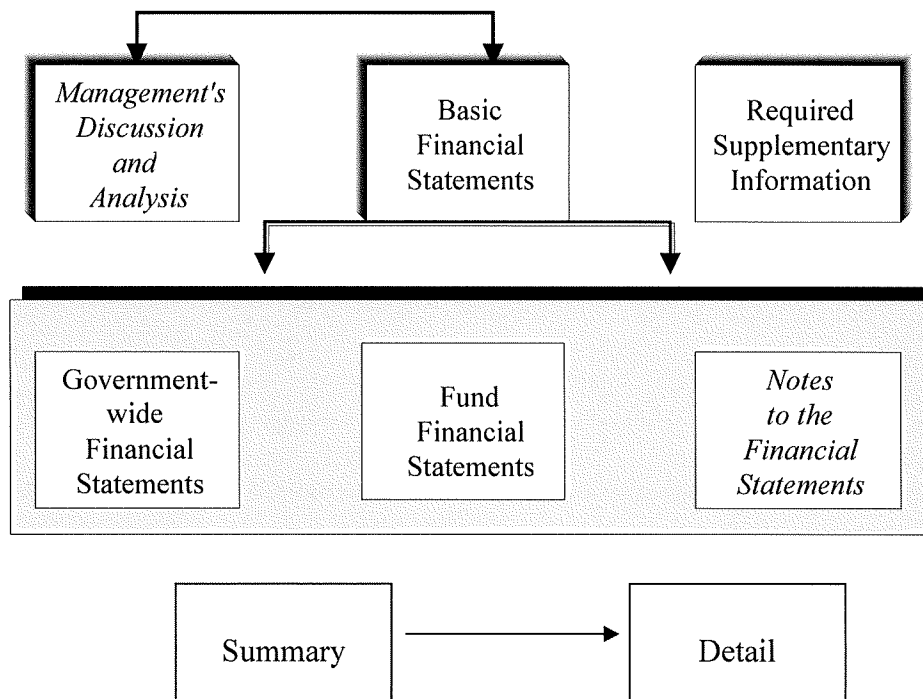 Management's
Discussion
and
Analysis
Basic
Financial
Statements
Required
Supplementary
Information
Government-
wide
Financial
Statements
Fund
Financial
Statements
Notes
to the
Financial
Statements
Summary
Detail